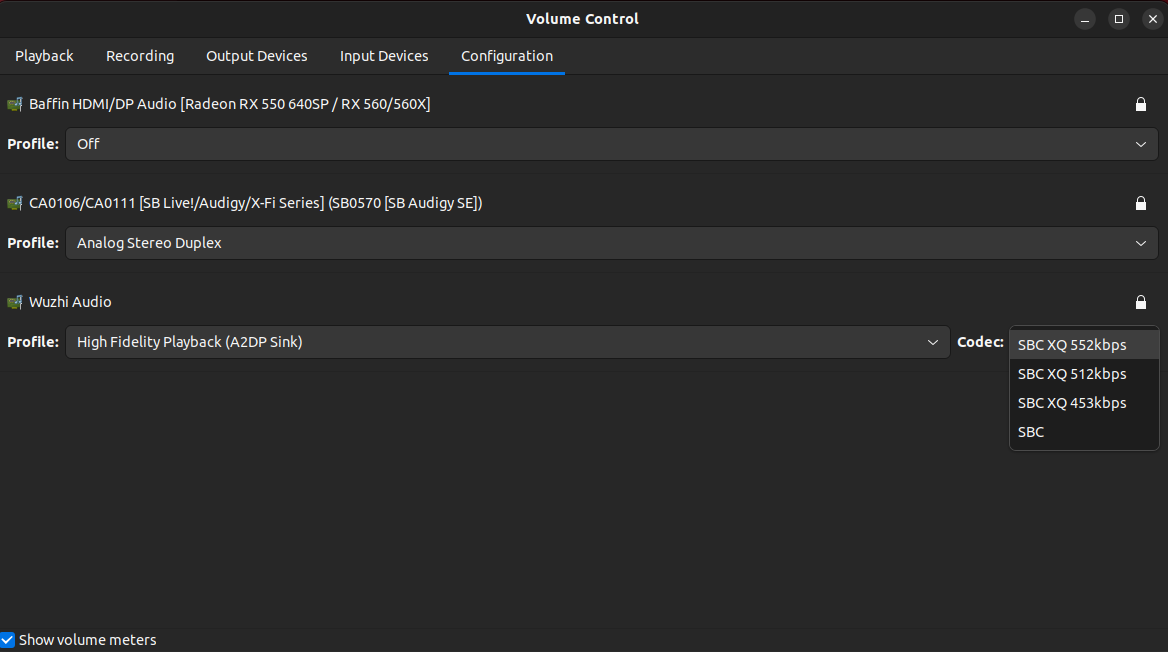 Volume Control
Playback Recording Output Devices Input Devices Configuration
Baffin HDMI/DP Audio [Radeon RX 550 640SP / RX 560/560X]
Profile: Off
CA0106/CA0111 [SB Live!/Audigy/X-Fi Series] (SB0570 [SB Audigy SE])
Profile: Analog Stereo Duplex
Wuzhi Audio
Profile: High Fidelity Playback (A2DP Sink) Codec: SBC XQ 552kbps
SBC XQ 512kbps
SBC XQ 453kbps
SBC
Show volume meters